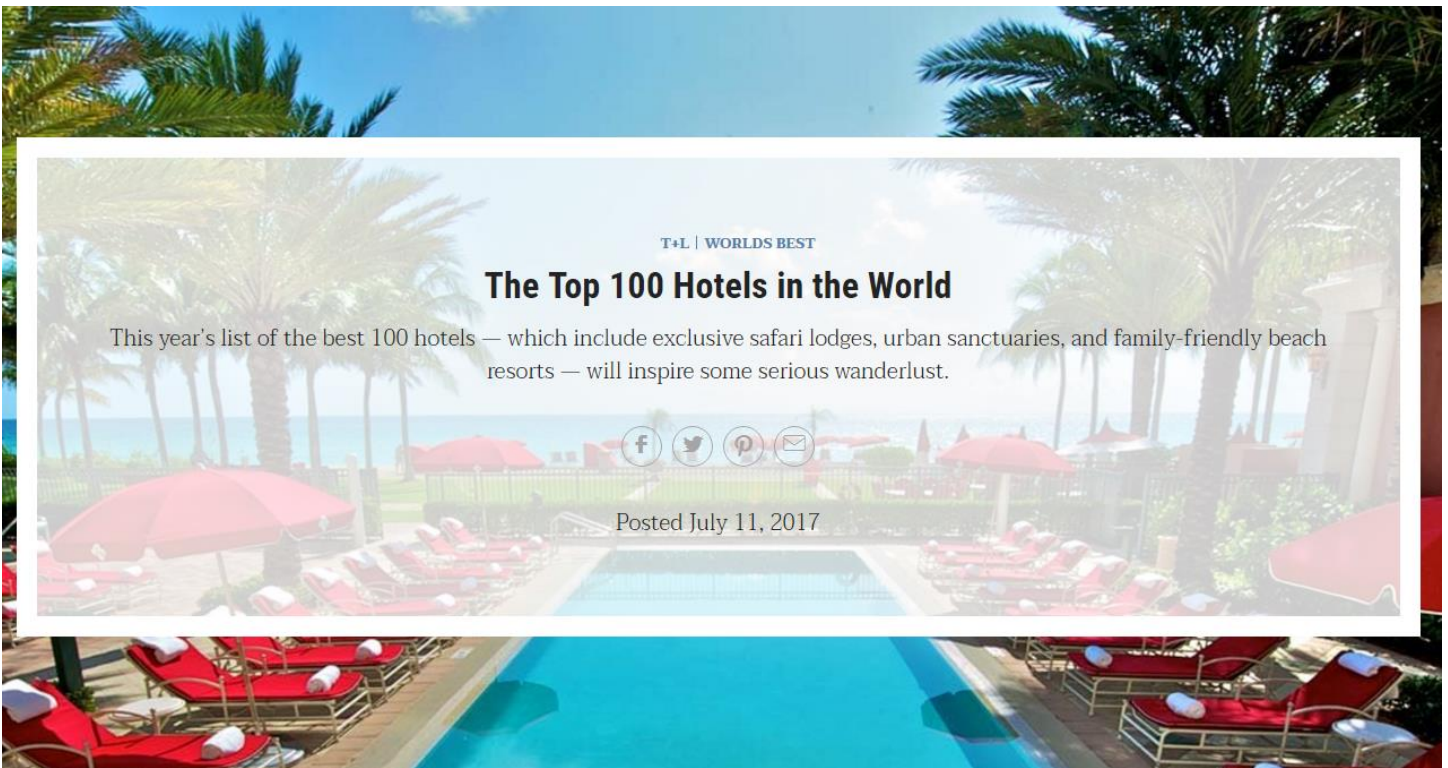 T+L | WORLDS BEST
The Top 100 Hotels in the World
This year's list of the best 100 hotels — which include exclusive safari lodges, urban sanctuaries, and family-friendly beach
resorts — will inspire some serious wanderlust.
Posted July 11, 2017